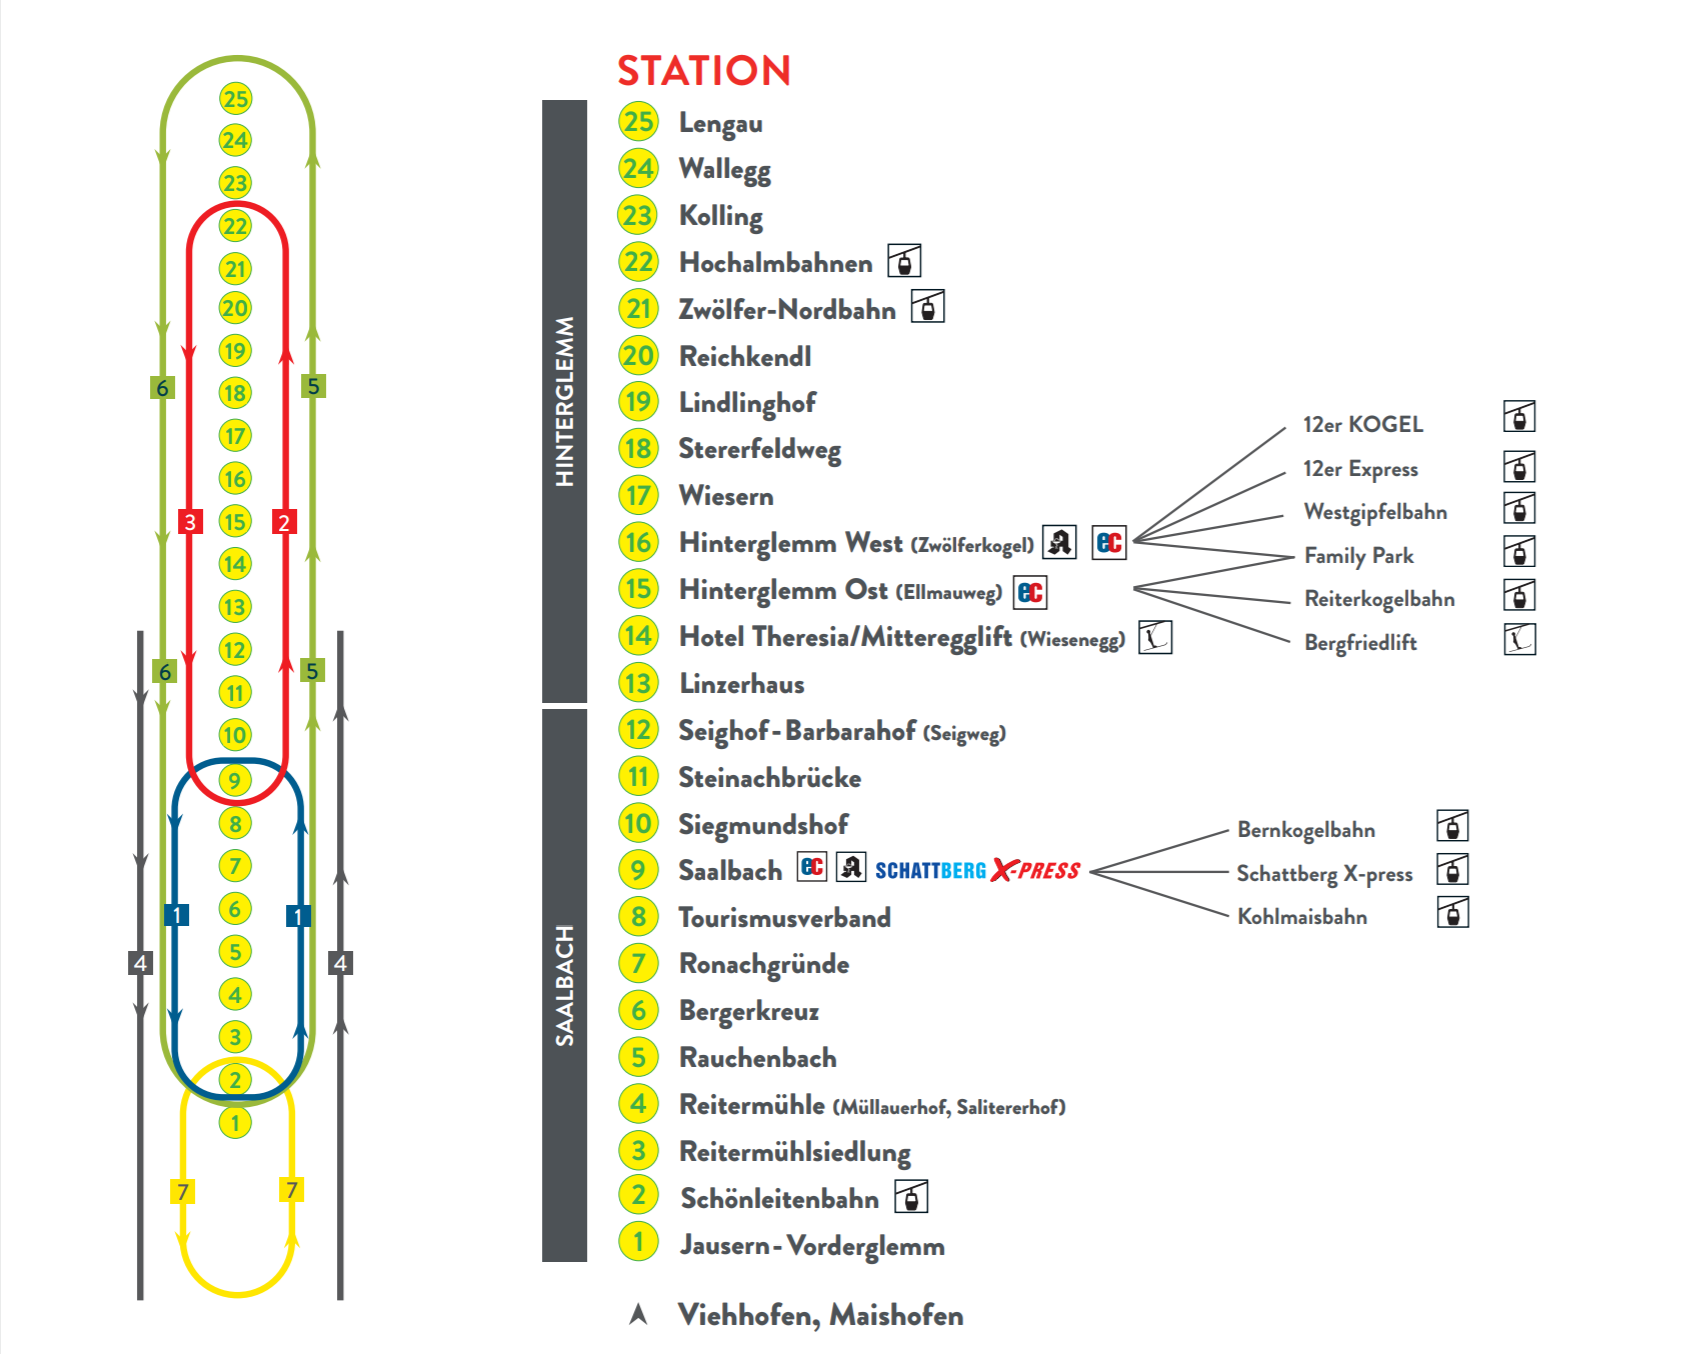 STATION
25
24
23
22
21
20
19
18
6
5
17
16
3
15
2
14
13
12
6
5
11
10
9
8
7
1
6
1
5
4
4
4
3
2
1
7
7
HINTERGLEMM
25 Lengau
24 Wallegg
23 Kolling
22 Hochalmbahnen
21 Zwölfer-Nordbahn
20 Reichkendl
19 Lindlinghof
18 Stererfeldweg
17 Wiesern
16 Hinterglemm West (Zwölferkogel) A ec
15 Hinterglemm Ost (Ellmauweg) ec
14 Hotel Theresia/Mitteregglift (Wiesenegg)
13 Linzerhaus
12er KOGEL
12er Express
Westgipfelbahn
Family Park
Reiterkogelbahn
Bergfriedlift
SAALBACH
12 Seighof-Barbarahof (Seigweg)
11 Steinachbrücke
10 Siegmundshof
9 Saalbach ec A SCHATTBERG X-PRESS
8 Tourismusverband
7 Ronachgründe
6 Bergerkreuz
5 Rauchenbach
4 Reitermühle (Müllauerhof, Salitererhof)
3 Reitermühlsiedlung
2 Schönleitenbahn
1 Jausern-Vorderglemm
Bernkogelbahn
Schattberg X-press
Kohlmaisbahn
Viehhofen, Maishofen